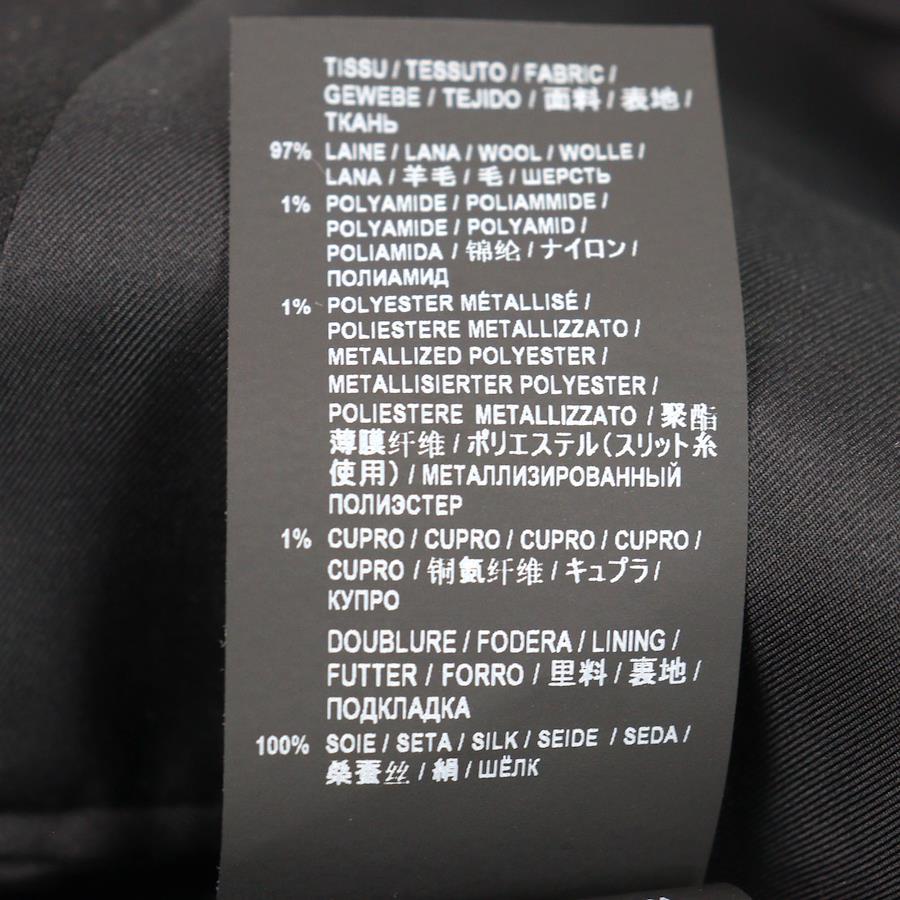 TISSU / TESSUTO / FABRIC /
GEWEBE / TEJIDO / 面料 / 表地 /
ТКАНЬ
97% LAINE / LANA / WOOL / WOLLE /
LANA / 羊毛 / 毛 / ШЕРСТЬ
1% POLYAMIDE / POLIAMMIDE /
POLYAMIDE / POLYAMID /
POLIAMIDA / 锦纶 / ナイロン /
ПОЛИАМИД
1% POLYESTER MÉTALLISÉ /
POLIESTERE METALLIZZATO /
METALLIZED POLYESTER /
METALLISIERTER POLYESTER /
POLIESTERE METALLIZZATO / 聚酯
薄膜纤维 / ポリエステル(スリット糸
使用) / МЕТАЛЛИЗИРОВАННЫЙ
ПОЛИЭСТЕР
1% CUPRO / CUPRO / CUPRO / CUPRO /
CUPRO / 铜氨纤维 / キュプラ /
КУПРО
DOUBLURE / FODERA / LINING /
FUTTER / FORRO / 里料 / 裏地 /
ПОДКЛАДКА
100% SOIE / SETA / SILK / SEIDE / SEDA /
桑蚕丝 / 絹 / ШЁЛК